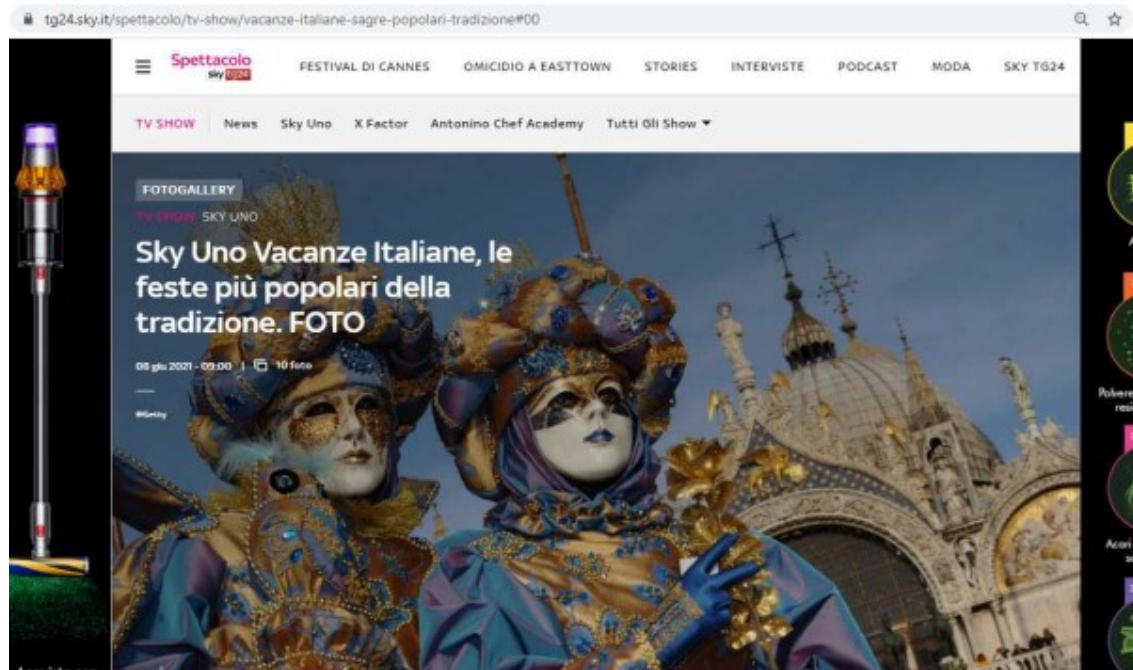 tg24.sky.it/spettacolo/tv-show/vacanze-italiane-sagre-popolari-tradizione#00
Spettacolo
sky tg24
FESTIVAL DI CANNES OMICIDIO A EASTTOWN STORIES INTERVISTE PODCAST MODA SKY TG24
TV SHOW News Sky Uno X Factor Antonino Chef Academy Tutti Gli Show
FOTOGALLERY
TV SHOW SKY UNO
Sky Uno Vacanze Italiane, le
feste più popolari della
tradizione. FOTO
08 giu 2021 - 09:00 | 10 foto
©Getty
Polvere
resi
Acari